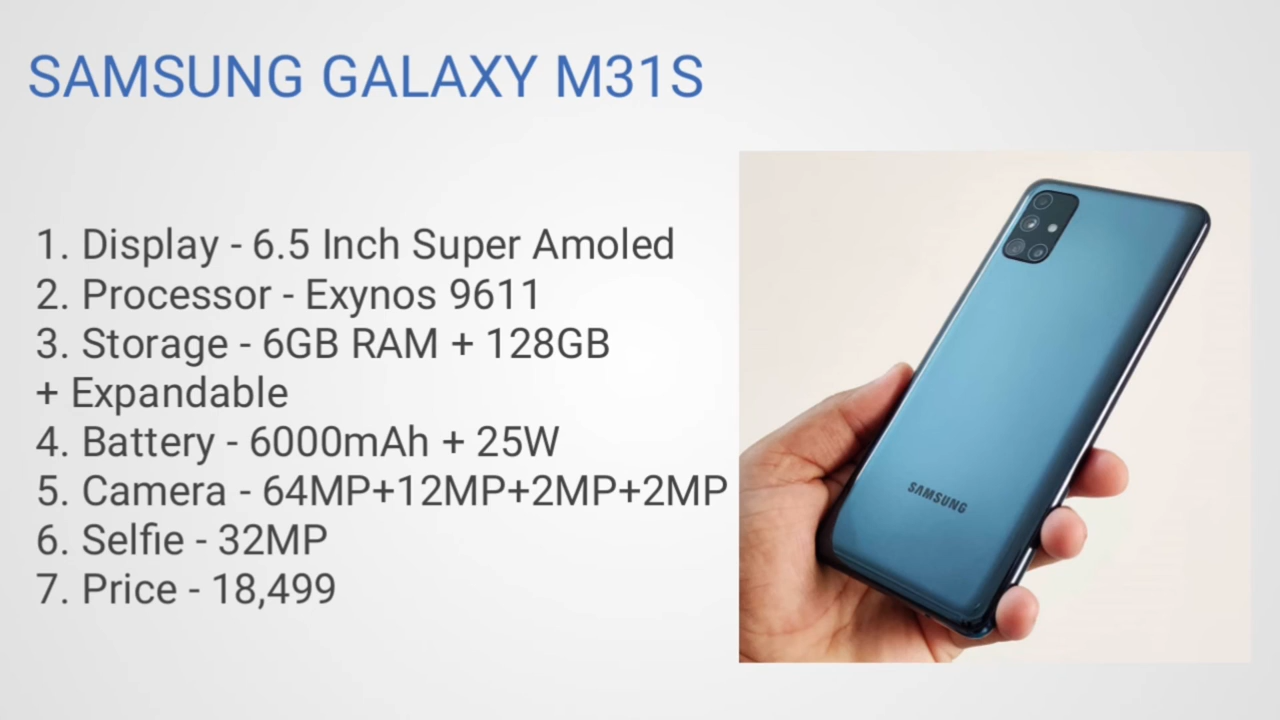 SAMSUNG GALAXY M31S
1. Display - 6.5 Inch Super Amoled
2. Processor - Exynos 9611
3. Storage - 6GB RAM + 128GB
+ Expandable
4. Battery - 6000mAh + 25W
5. Camera - 64MP+12MP+2MP+2MP
6. Selfie - 32MP
7. Price - 18,499
SAMSUNG